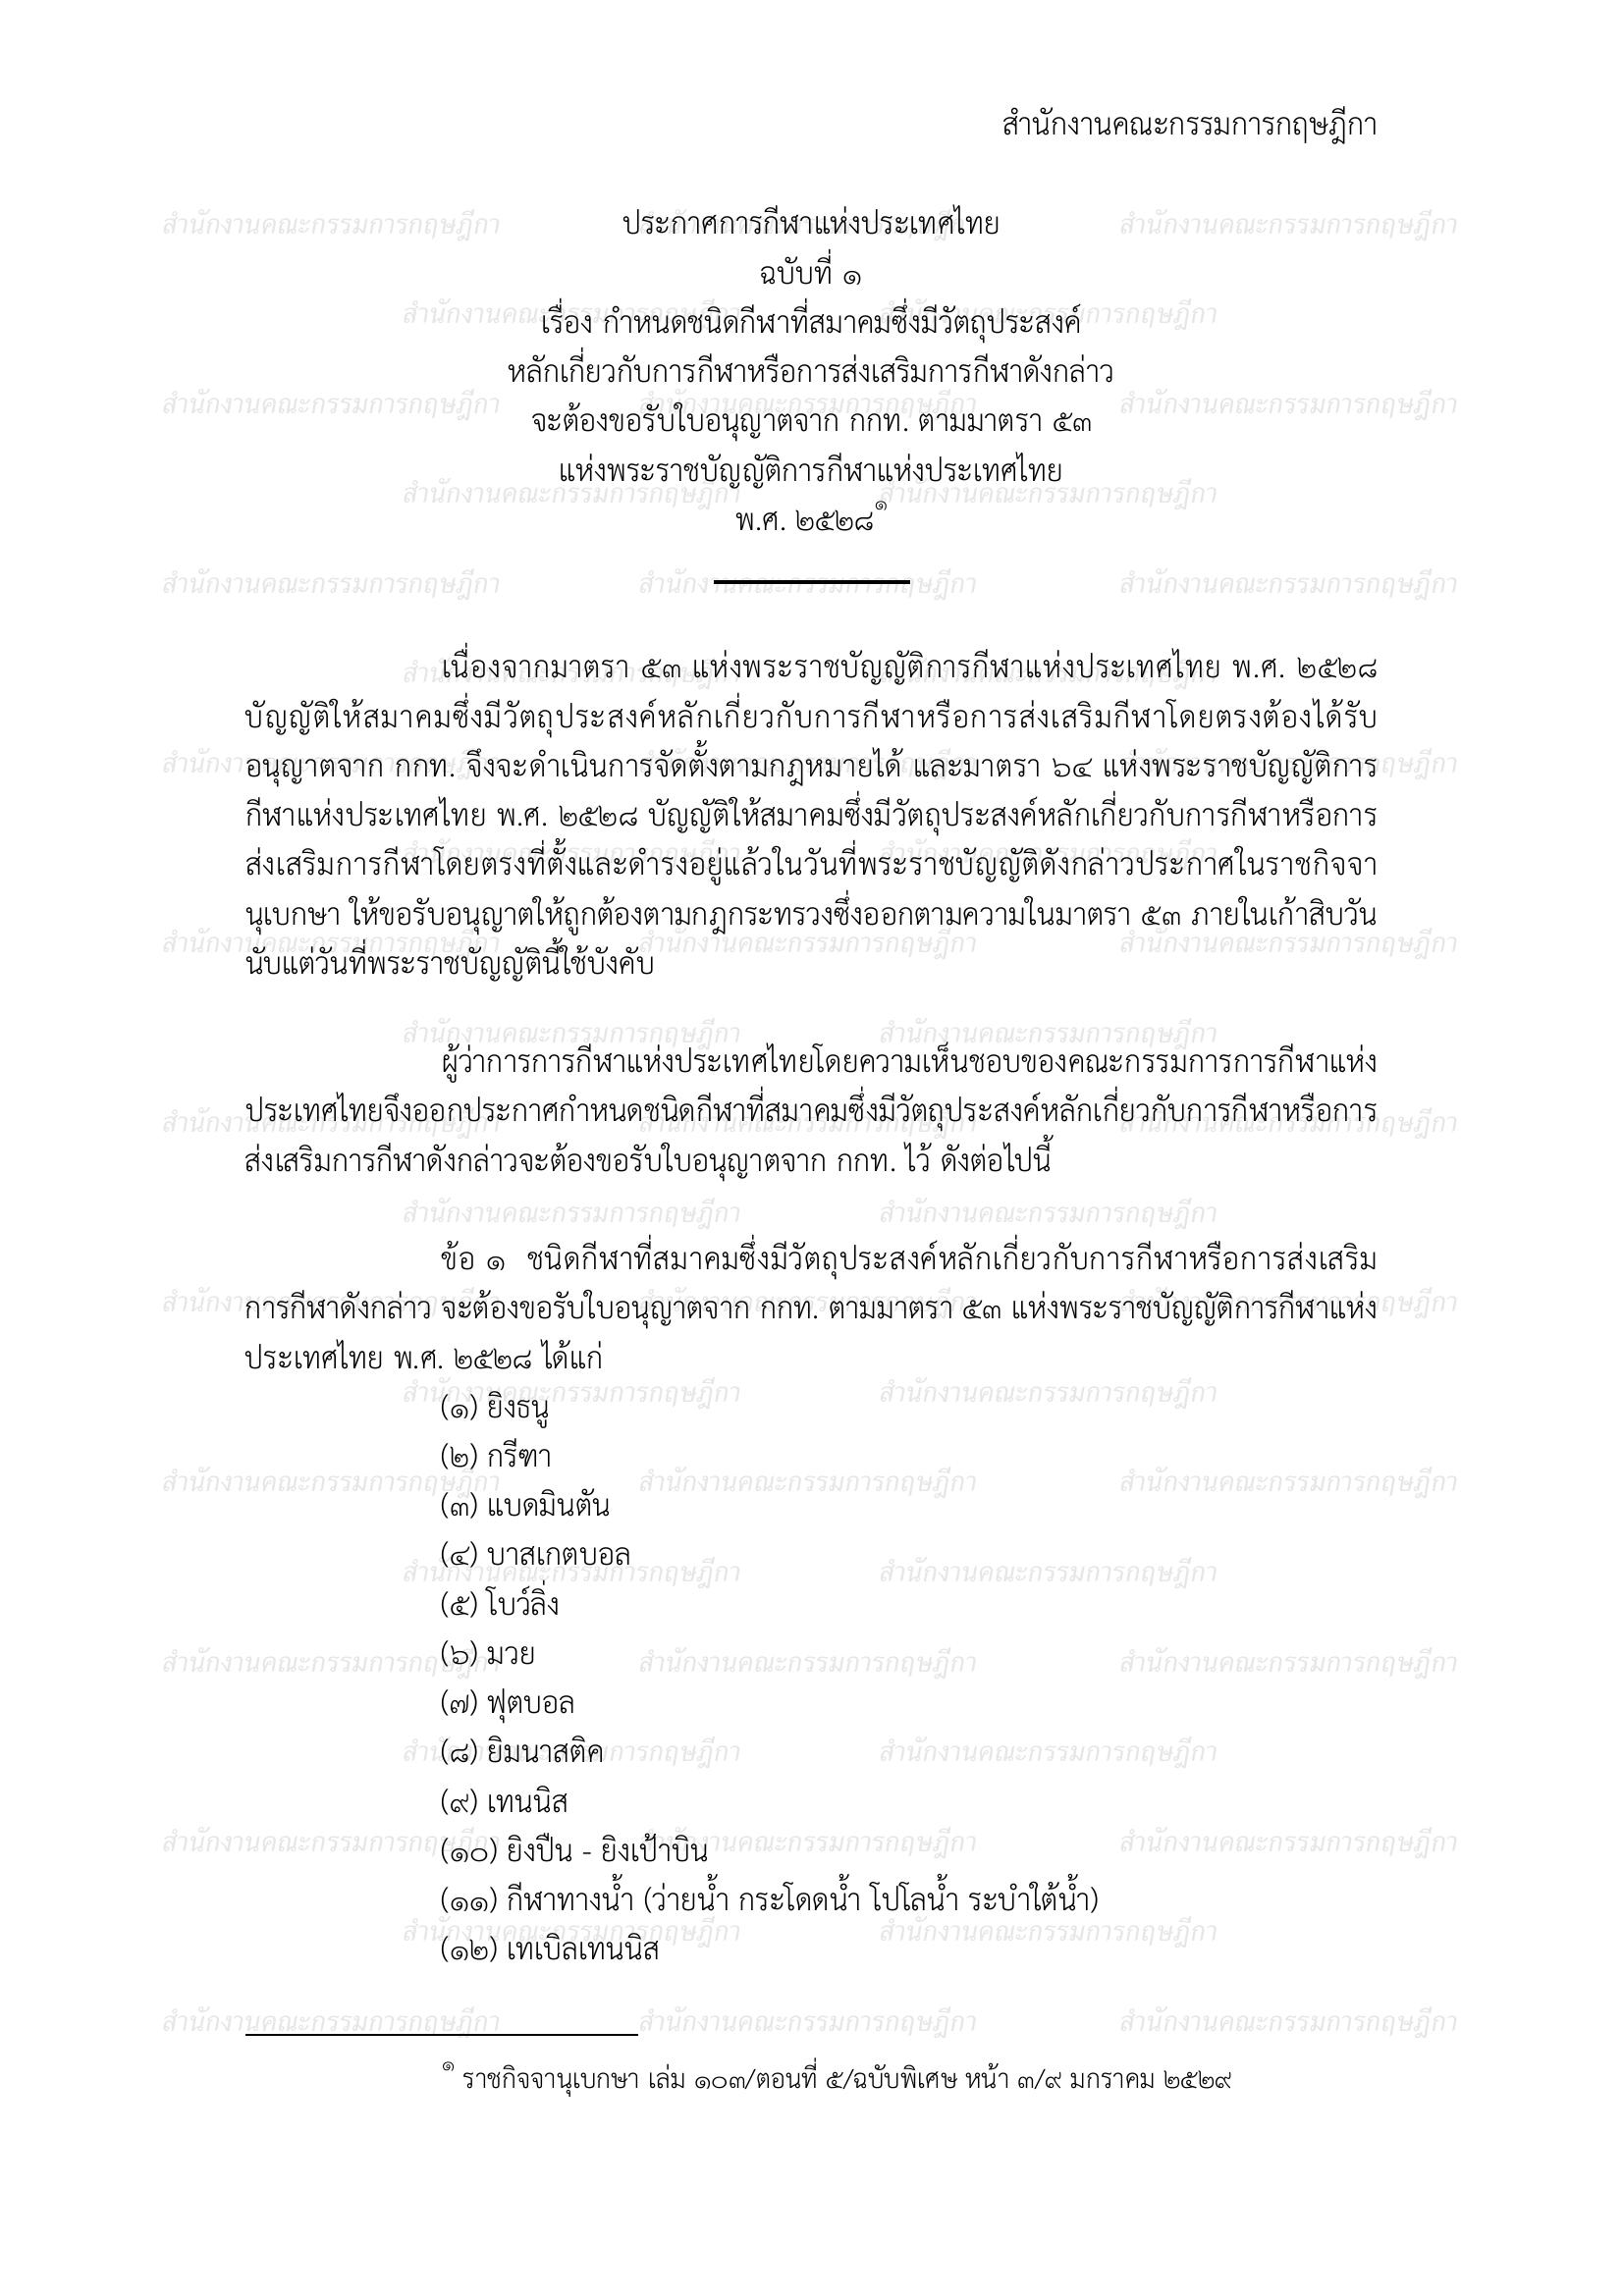 สำนักงานคณะกรรมการกฤษฎีกา
ประกาศการกีฬาแห่งประเทศไทย
ฉบับที่ ๑
เรื่อง กำหนดชนิดกีฬาที่สมาคมซึ่งมีวัตถุประสงค์
หลักเกี่ยวกับการกีฬาหรือการส่งเสริมการกีฬาดังกล่าว
จะต้องขอรับใบอนุญาตจาก กกท. ตามมาตรา ๕๓
แห่งพระราชบัญญัติการกีฬาแห่งประเทศไทย
พ.ศ. ๒๕๒๘๑
เนื่องจากมาตรา ๕๓ แห่งพระราชบัญญัติการกีฬาแห่งประเทศไทย พ.ศ. ๒๕๒๘
บัญญัติให้สมาคมซึ่งมีวัตถุประสงค์หลักเกี่ยวกับการกีฬาหรือการส่งเสริมกีฬาโดยตรงต้องได้รับ
อนุญาตจาก กกท. จึงจะดำเนินการจัดตั้งตามกฎหมายได้ และมาตรา ๖๔ แห่งพระราชบัญญัติการ
กีฬาแห่งประเทศไทย พ.ศ. ๒๕๒๘ บัญญัติให้สมาคมซึ่งมีวัตถุประสงค์หลักเกี่ยวกับการกีฬาหรือการ
ส่งเสริมการกีฬาโดยตรงที่ตั้งและดำรงอยู่แล้วในวันที่พระราชบัญญัติดังกล่าวประกาศในราชกิจจา
นุเบกษา ให้ขอรับอนุญาตให้ถูกต้องตามกฎกระทรวงซึ่งออกตามความในมาตรา ๕๓ ภายในเก้าสิบวัน
นับแต่วันที่พระราชบัญญัตินี้ใช้บังคับ
ผู้ว่าการการกีฬาแห่งประเทศไทยโดยความเห็นชอบของคณะกรรมการการกีฬาแห่ง
ประเทศไทยจึงออกประกาศกำหนดชนิดกีฬาที่สมาคมซึ่งมีวัตถุประสงค์หลักเกี่ยวกับการกีฬาหรือการ
ส่งเสริมการกีฬาดังกล่าวจะต้องขอรับใบอนุญาตจาก กกท. ไว้ ดังต่อไปนี้
ข้อ ๑ ชนิดกีฬาที่สมาคมซึ่งมีวัตถุประสงค์หลักเกี่ยวกับการกีฬาหรือการส่งเสริม
การกีฬาดังกล่าว จะต้องขอรับใบอนุญาตจาก กกท. ตามมาตรา ๕๓ แห่งพระราชบัญญัติการกีฬาแห่ง
ประเทศไทย พ.ศ. ๒๕๒๘ ได้แก่
(๑) ยิงธนู
(๒) กรีฑา
(๓) แบดมินตัน
(๔) บาสเกตบอล
(๕) โบว์ลิ่ง
(๖) มวย
(๗) ฟุตบอล
(๘) ยิมนาสติค
(๙) เทนนิส
(๑๐) ยิงปืน - ยิงเป้าบิน
(๑๑) กีฬาทางน้ำ (ว่ายน้ำ กระโดดน้ำ โปโลน้ำ ระบำใต้น้ำ)
(๑๒) เทเบิลเทนนิส
๑ ราชกิจจานุเบกษา เล่ม ๑๐๓/ตอนที่ ๕/ฉบับพิเศษ หน้า ๓/๙ มกราคม ๒๕๒๙